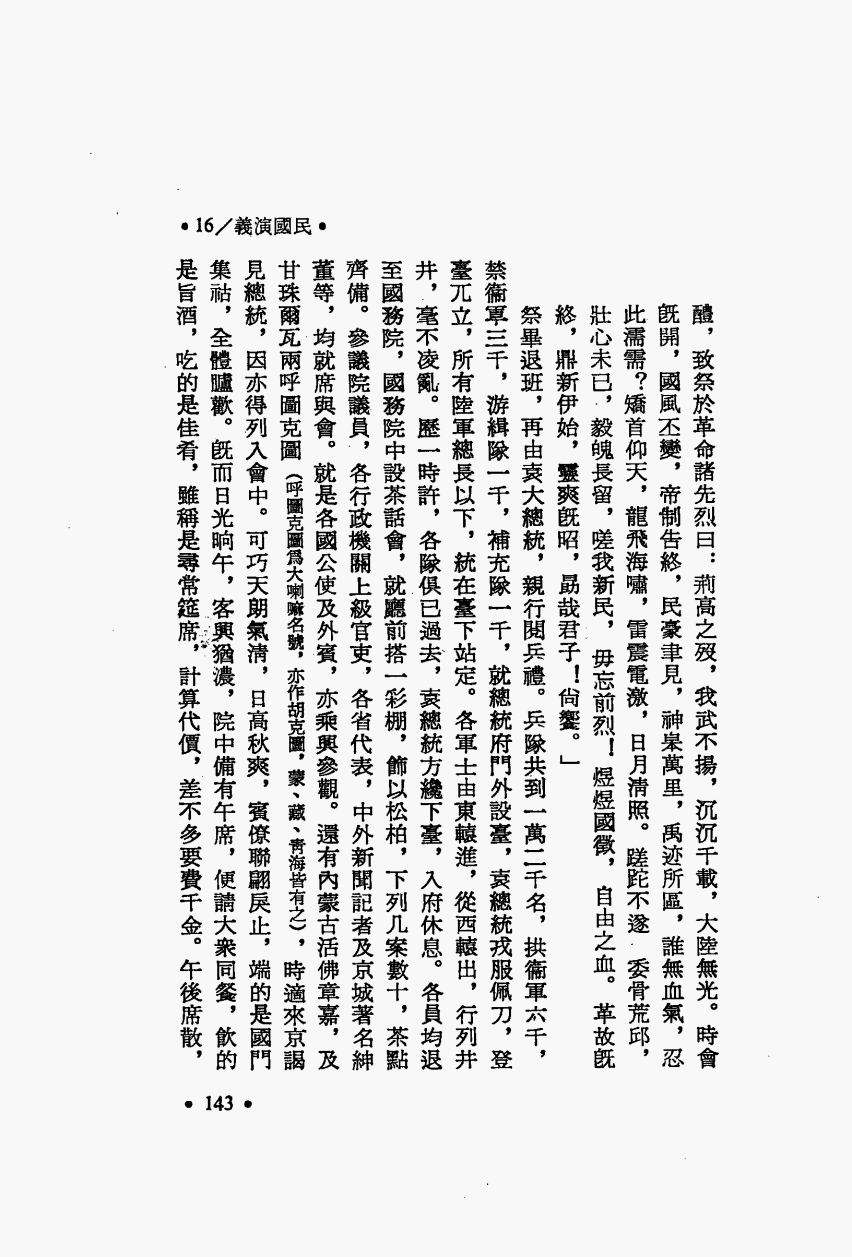 •16／義演國民•
醴，致祭於革命諸先烈曰：荊高之歿，我武不揚，沉沉千載，大陸無光。時會
既開，國風丕變，帝制告終，民豪聿見，神臯萬里，禹迹所區，誰無血氣，忍
此濡需？矯首仰天，龍飛海嘯，雷震電激，日月清照。蹉跎不遂，委骨荒邱，
壯心未已，毅魄長留，嗟我新民，毋忘前烈！煜煜國徽，自由之血。革故既
終，鼎新伊始，靈爽既昭，勗哉君子！尙饗。」
祭畢退班，再由袁大總統，親行閱兵禮。兵隊共到一萬二千名，拱衞軍六千，
禁衞軍三千，游緝隊一千，補充隊一千，就總統府門外設臺，袁總統戎服佩刀，登
臺兀立，所有陸軍總長以下，統在臺下站定。各軍士由東轅進，從西轅出，行列井
井，毫不凌亂。歷一時許，各隊俱已過去，袁總統方纔下臺，入府休息。各員均退
至國務院，國務院中設茶話會，就廳前搭一彩棚，飾以松柏，下列几案數十，茶點
齊備。參議院議員，各行政機關上級官吏，各省代表，中外新聞記者及京城著名紳
董等，均就席與會。就是各國公使及外賓，亦乘興參觀。還有內蒙古活佛章嘉，及
甘珠爾瓦兩呼圖克圖（呼圖克圖爲大喇嘛名號，亦作胡克圖，蒙、藏、靑海皆有之），時適來京謁
見總統，因亦得列入會中。可巧天朗氣清，日高秋爽，賓僚聯翩戾止，端的是國門
集祜，全體臚歡。既而日光晌午，客興猶濃，院中備有午席，便請大衆同餐，飲的
是旨酒，吃的是佳肴，雖稱是尋常筵席，計算代價，差不多要費千金。午後席散，
•143•